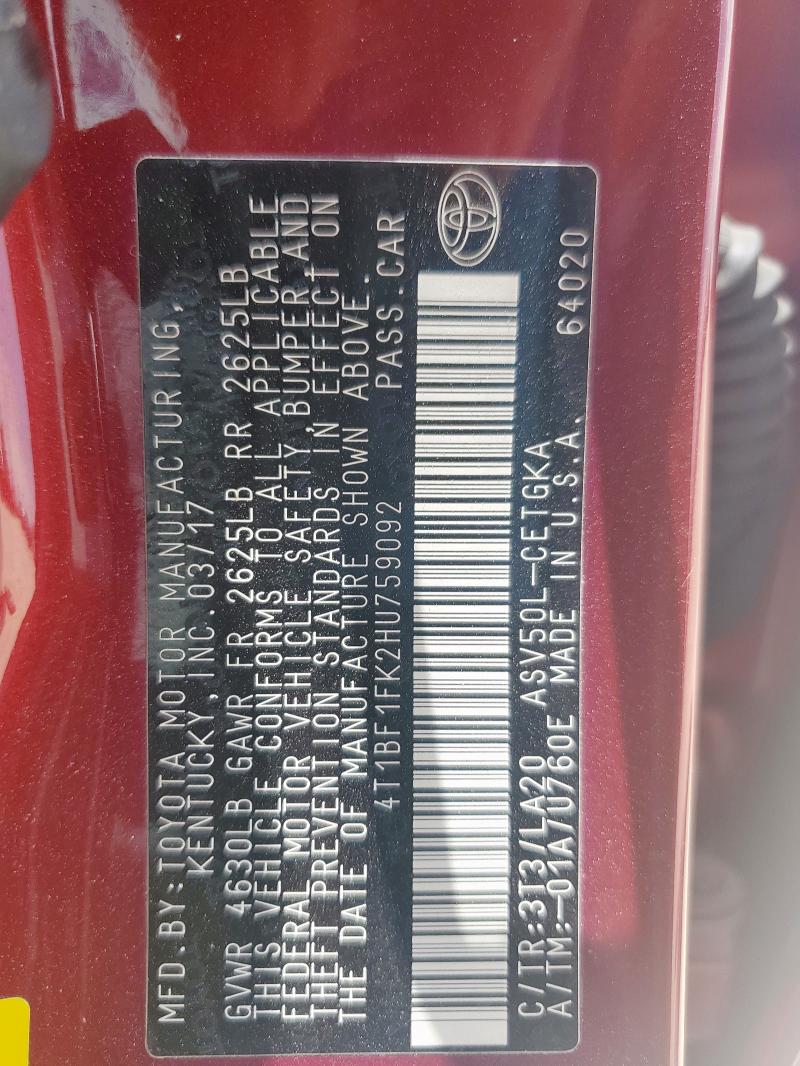 MFD.BY:TOYOTA MOTOR MANUFACTURING,
KENTUCKY,INC.03/17
GVWR 4630LB GAWR FR 2625LB RR 2625LB
THIS VEHICLE CONFORMS TO ALL APPLICABLE
FEDERAL MOTOR VEHICLE SAFETY,BUMPER,AND
THEFT PREVENTION STANDARDS IN EFFECT ON
THE DATE OF MANUFACTURE SHOWN ABOVE.
4T1BF1FK2HU759092 PASS.CAR
C/TR:3T3/LA20 ASV50L-CETGKA
A/TM:-01A/U760E MADE IN U.S.A.
64020